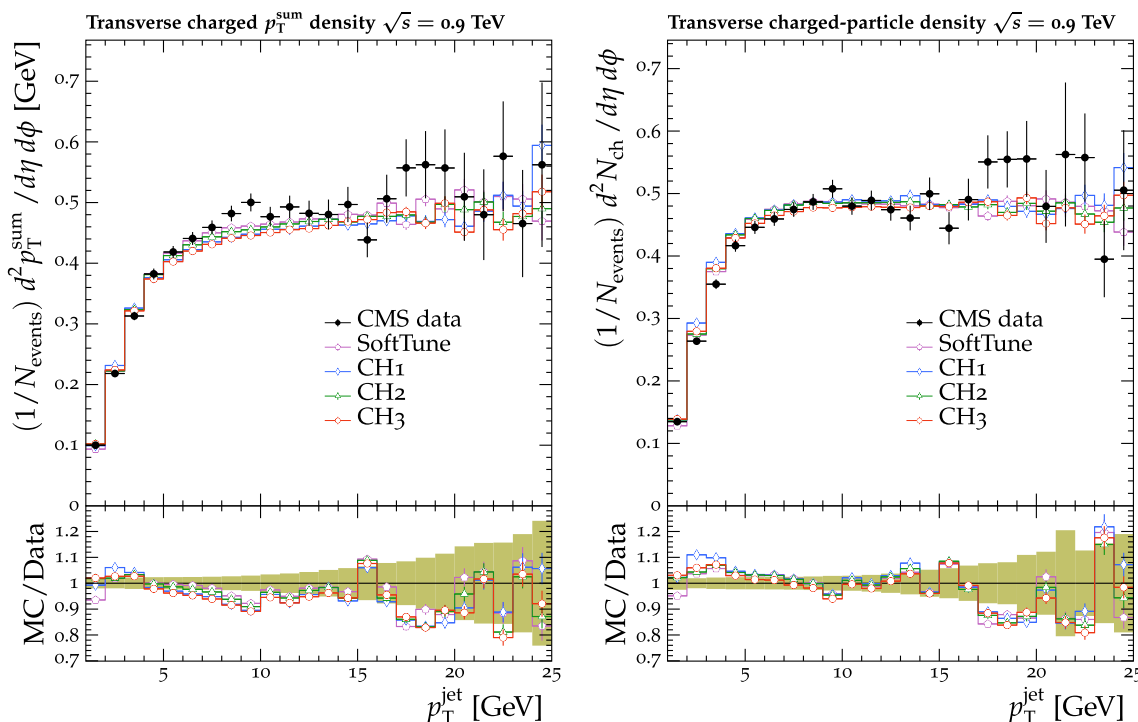 Transverse charged p_T^sum density √s = 0.9 TeV
(1/N_events) d²p_T^sum/dη dϕ [GeV]
0.7
0.6
0.5
0.4
0.3
0.2
0.1
0
CMS data
SoftTune
CH1
CH2
CH3
MC/Data
1.2
1.1
1.0
0.9
0.8
0.7
5 10 15 20 25
p_T^jet [GeV]
Transverse charged-particle density √s = 0.9 TeV
(1/N_events) d²N_ch/dη dϕ
0.7
0.6
0.5
0.4
0.3
0.2
0.1
0
CMS data
SoftTune
CH1
CH2
CH3
MC/Data
1.2
1.1
1.0
0.9
0.8
0.7
5 10 15 20 25
p_T^jet [GeV]